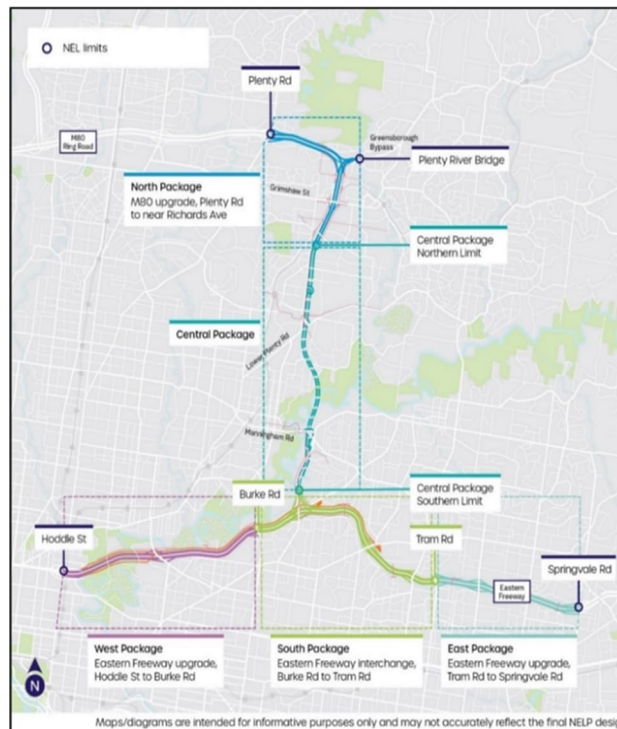 NEL limits
Plenty Rd
M80
Ring Road
Greensborough
Bypass
Plenty River Bridge
North Package
M80 upgrade, Plenty Rd
to near Richards Ave
Grimshaw St
Central Package
Northern Limit
Central Package
Lower Plenty Rd
Manningham Rd
Burke Rd
Central Package
Southern Limit
Hoddle St
Tram Rd
Springvale Rd
Eastern
Freeway
West Package
Eastern Freeway upgrade,
Hoddle St to Burke Rd
South Package
Eastern Freeway interchange,
Burke Rd to Tram Rd
East Package
Eastern Freeway upgrade,
Tram Rd to Springvale Rd
N
Maps/diagrams are intended for informative purposes only and may not accurately reflect the final NELP desig